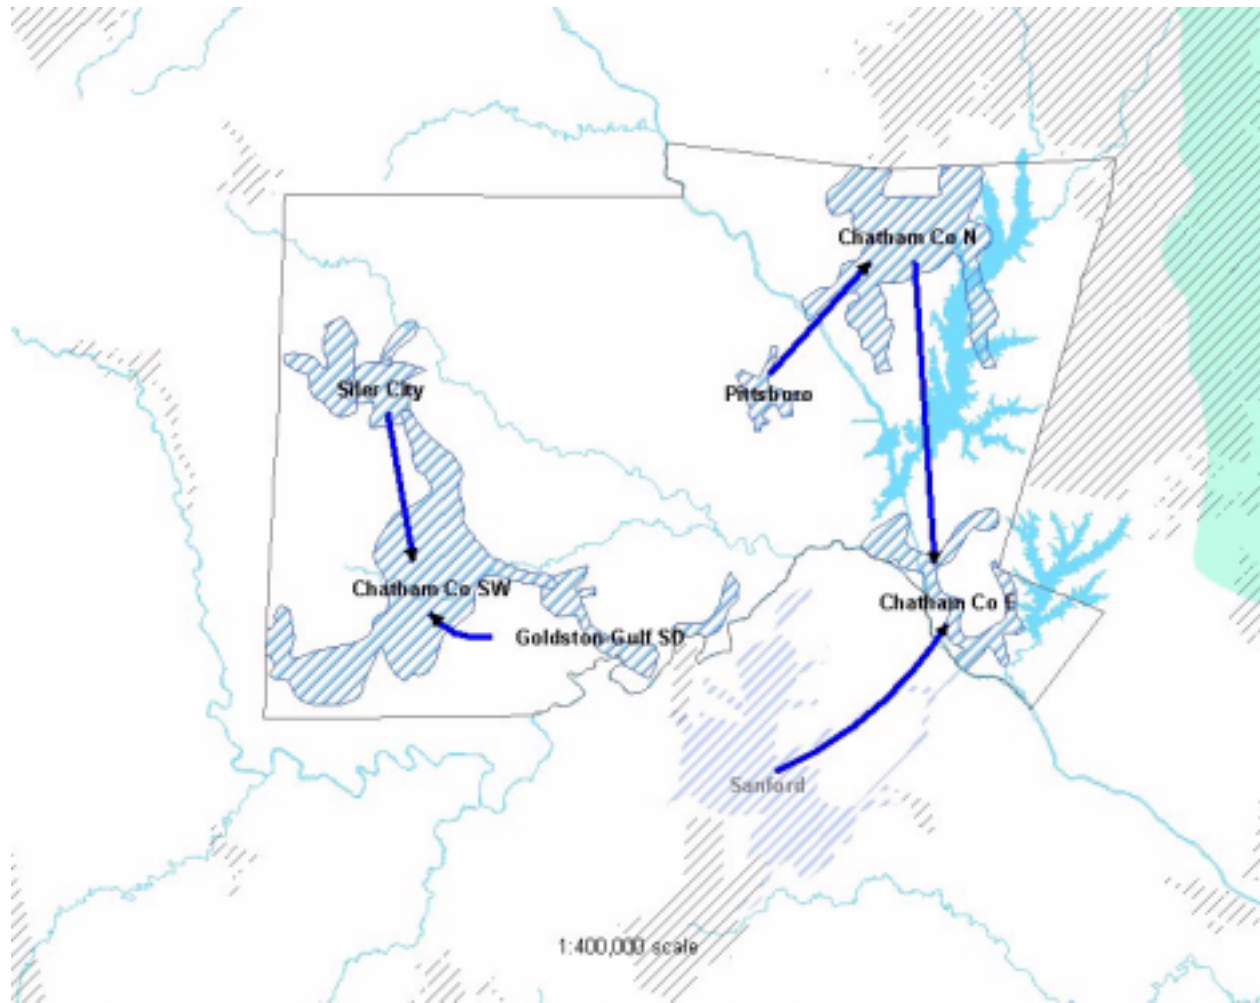 Chatham Co N
Siler City
Pittsboro
Chatham Co SW
Chatham Co E
Goldston Gulf SD
Sanford
1:400,000 scale